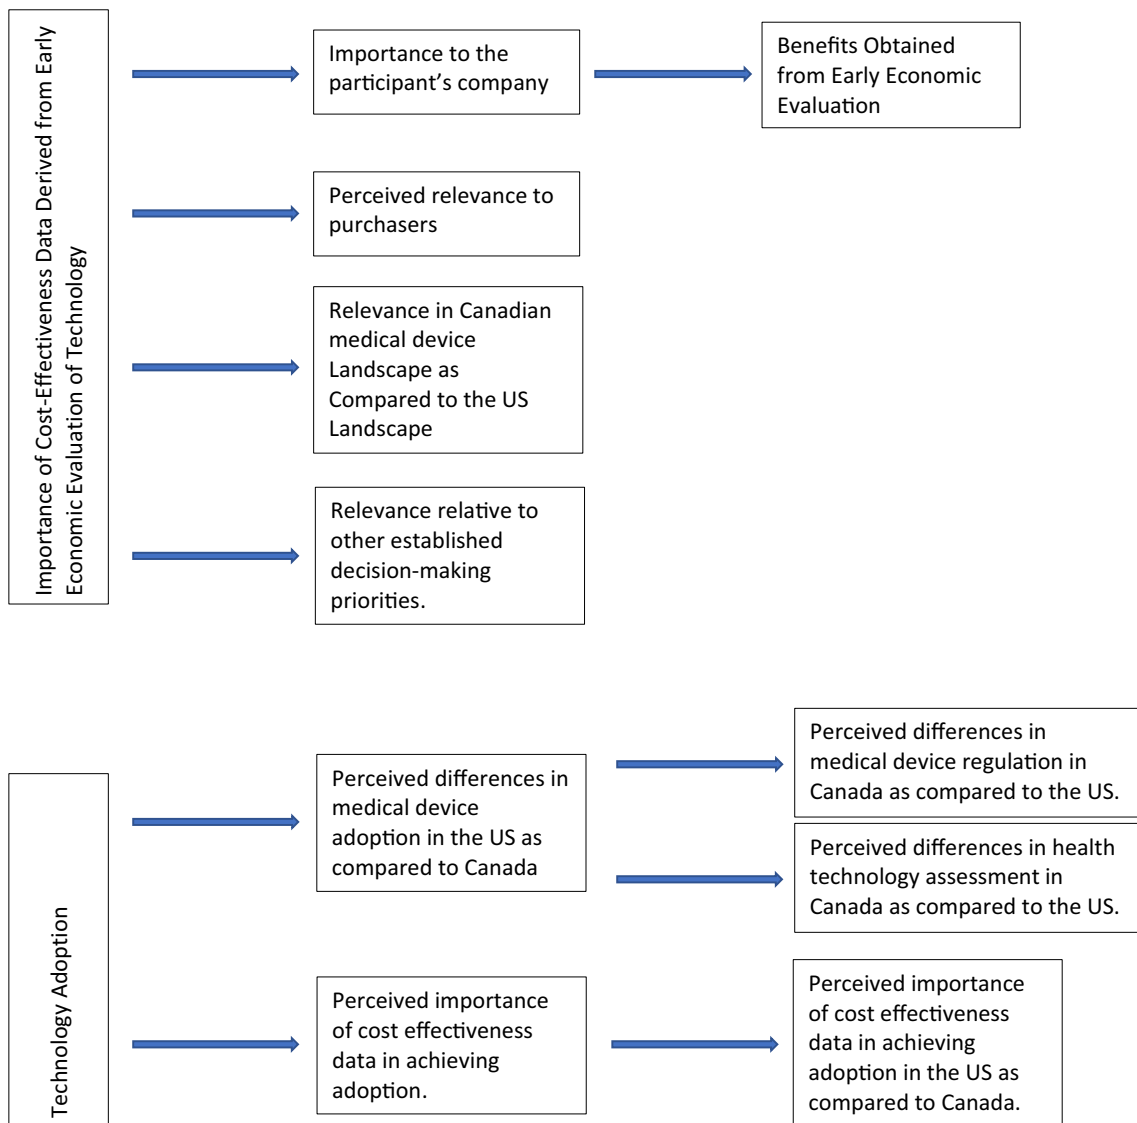 Importance of Cost-Effectiveness Data Derived from Early
Economic Evaluation of Technology
Importance to the
participant's company
Benefits Obtained
from Early Economic
Evaluation
Perceived relevance to
purchasers
Relevance in Canadian
medical device
Landscape as
Compared to the US
Landscape
Relevance relative to
other established
decision-making
priorities.
Technology Adoption
Perceived differences in
medical device
adoption in the US as
compared to Canada
Perceived differences in
medical device regulation in
Canada as compared to the US.
Perceived differences in health
technology assessment in
Canada as compared to the US.
Perceived importance
of cost effectiveness
data in achieving
adoption.
Perceived importance
of cost effectiveness
data in achieving
adoption in the US as
compared to Canada.